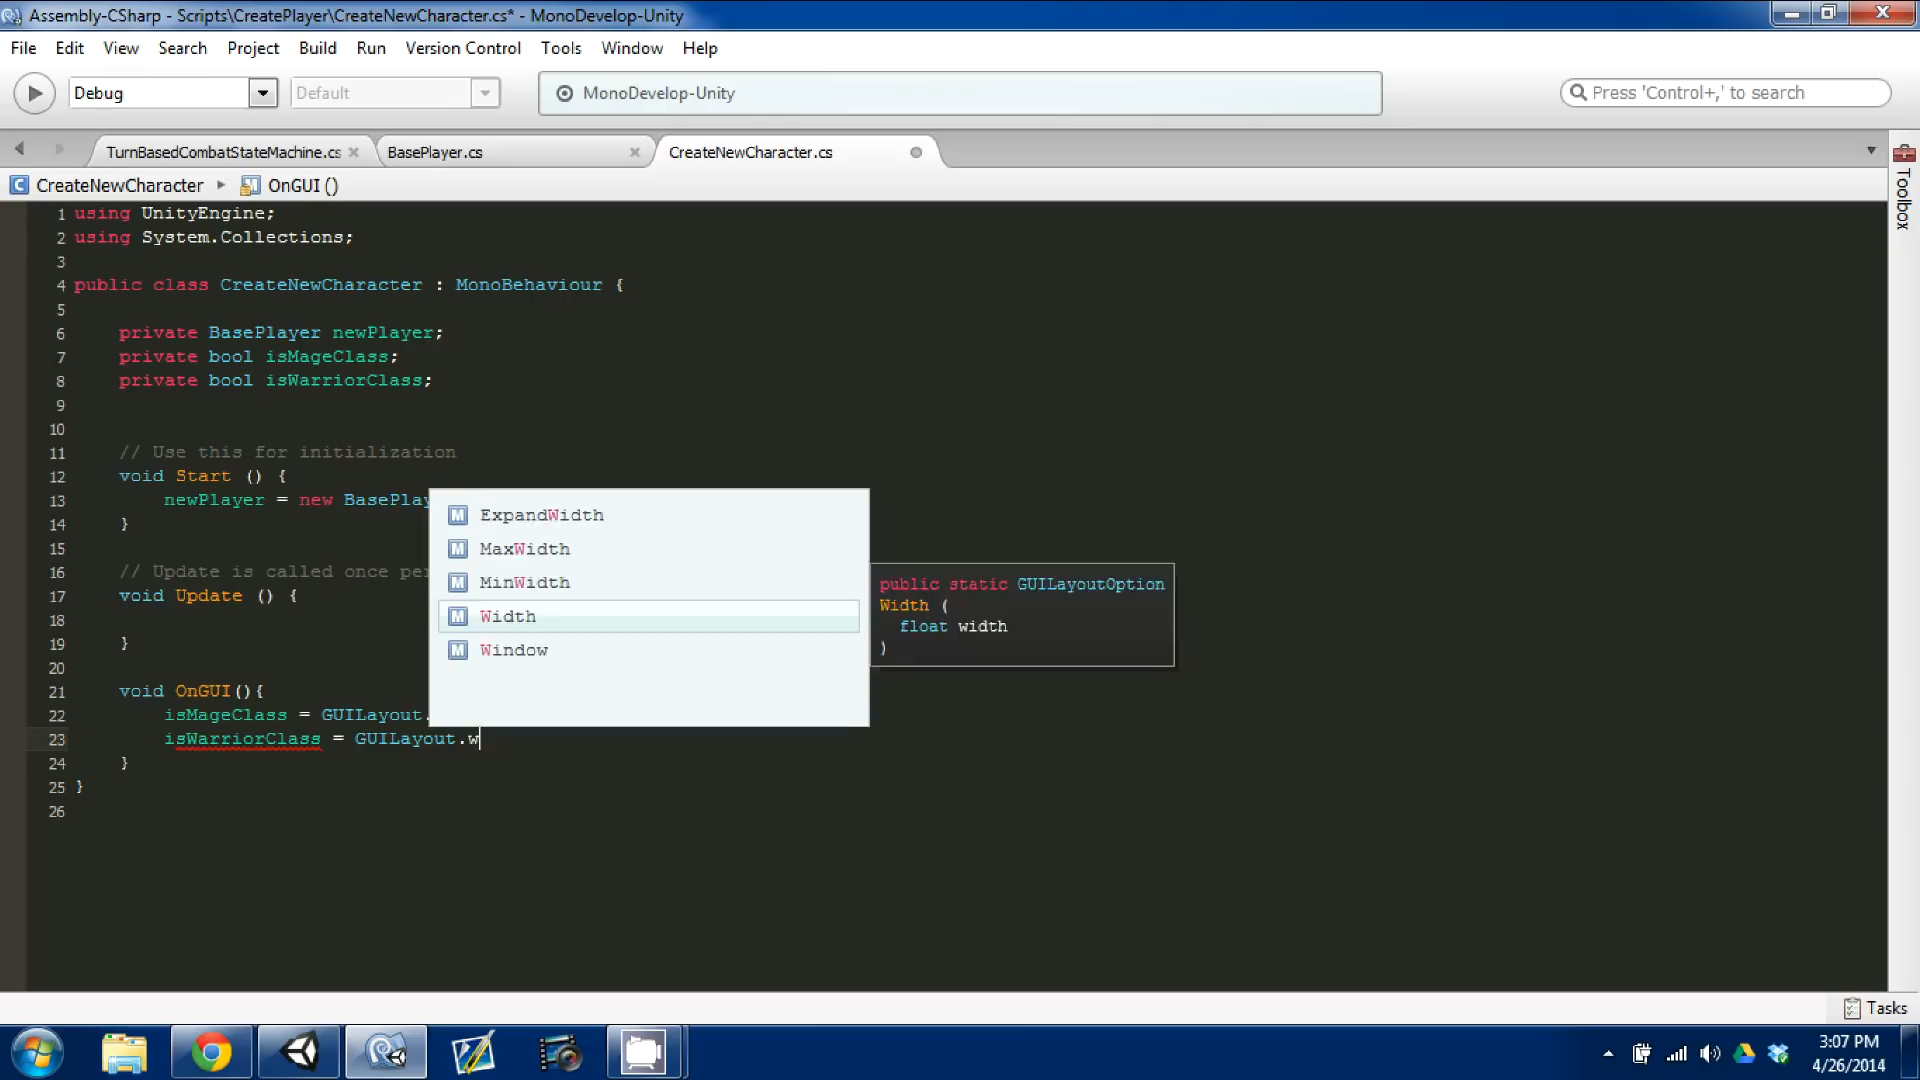 Assembly-CSharp - Scripts\CreatePlayer\CreateNewCharacter.cs* - MonoDevelop-Unity
File Edit View Search Project Build Run Version Control Tools Window Help
Debug Default MonoDevelop-Unity Press 'Control+,' to search
TurnBasedCombatStateMachine.cs BasePlayer.cs CreateNewCharacter.cs
CreateNewCharacter OnGUI ()
Toolbox
1 using UnityEngine;
2 using System.Collections;
3
4 public class CreateNewCharacter : MonoBehaviour {
5
6 private BasePlayer newPlayer;
7 private bool isMageClass;
8 private bool isWarriorClass;
9
10
11 // Use this for initialization
12 void Start () {
13 newPlayer = new BasePlay
14 }
15
16 // Update is called once per
17 void Update () {
18
19 }
20
21 void OnGUI(){
22 isMageClass = GUILayout.
23 isWarriorClass = GUILayout.w
24 }
25 }
26
ExpandWidth
MaxWidth
MinWidth
Width
Window
public static GUILayoutOption
Width (
float width
)
Tasks
3:07 PM
4/26/2014